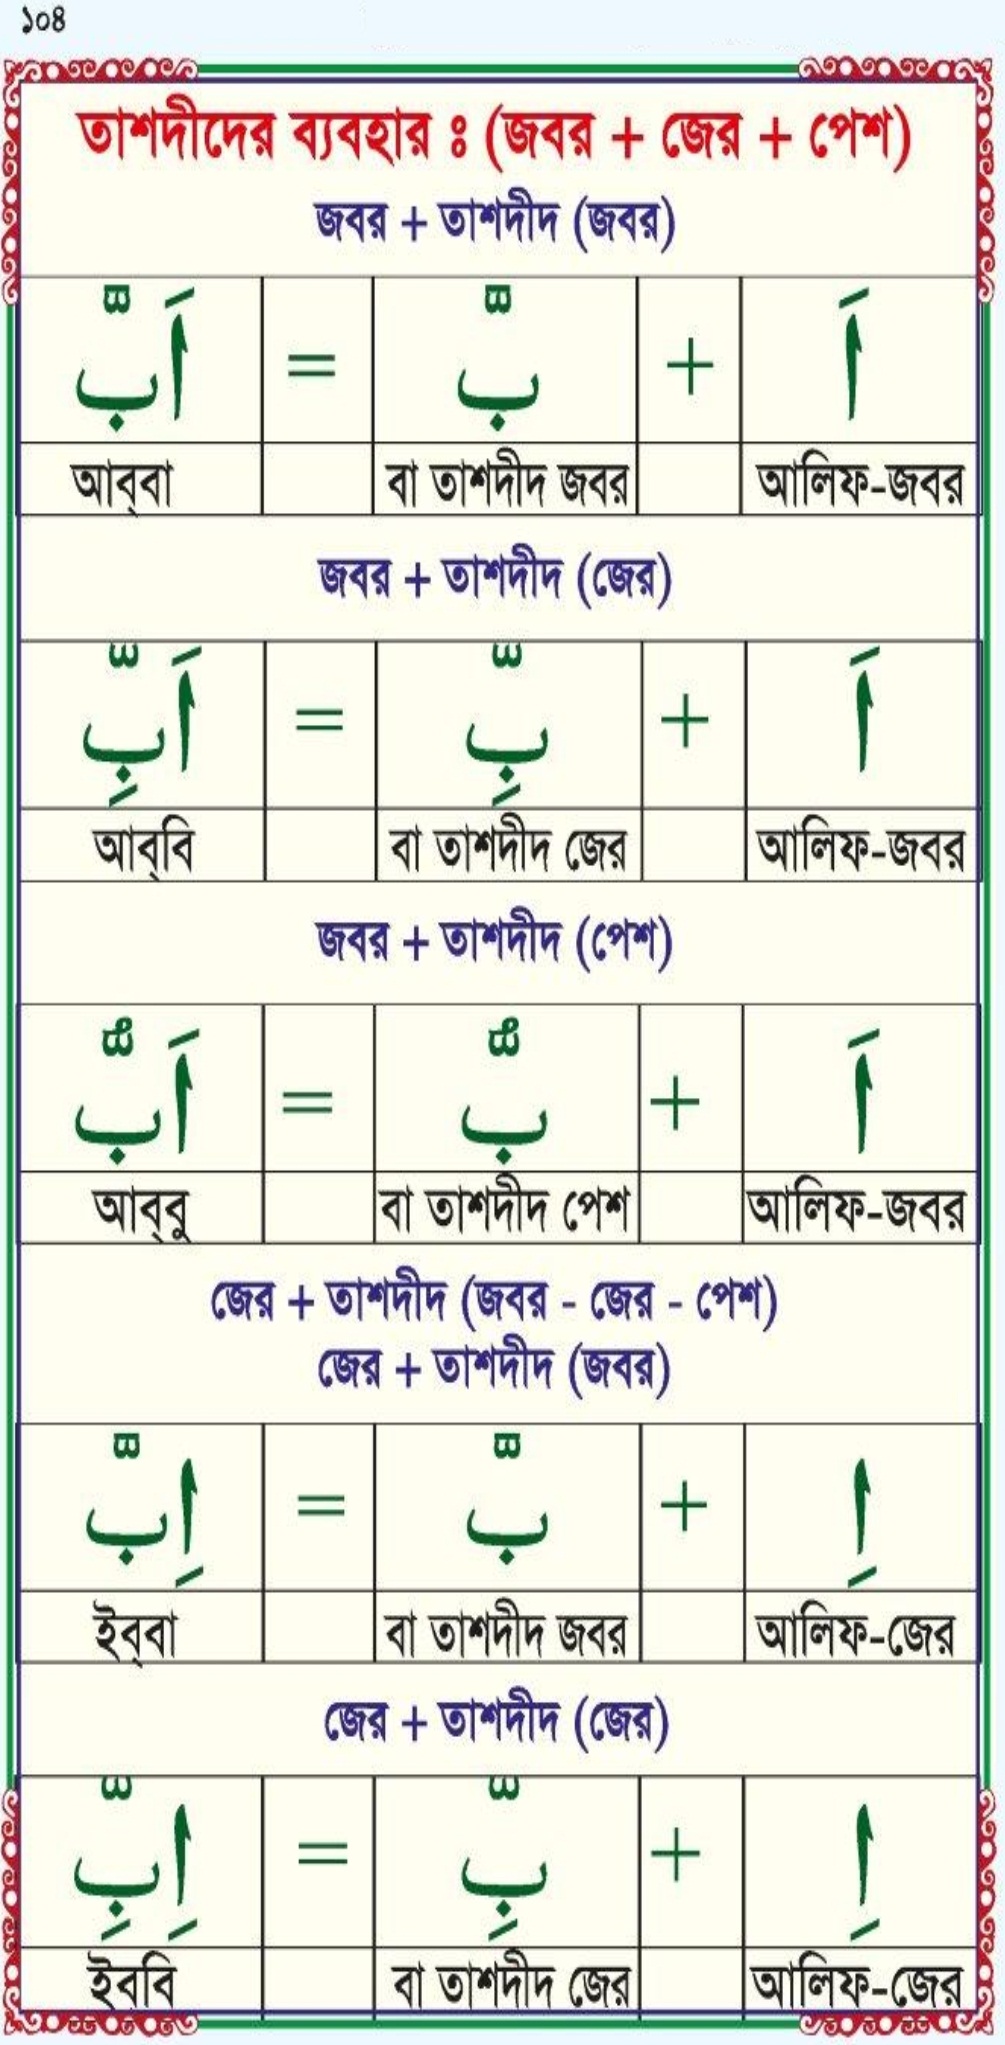 ১০৪
তাশদীদের ব্যবহার ঃ (জবর + জের + পেশ)
জবর + তাশদীদ (জবর)
اَ + بَّ = اَبَّ
আলিফ-জবর বা তাশদীদ জবর আব্‌বা
জবর + তাশদীদ (জের)
اَ + بِّ = اَبِّ
আলিফ-জবর বা তাশদীদ জের আব্‌বি
জবর + তাশদীদ (পেশ)
اَ + بُّ = اَبُّ
আলিফ-জবর বা তাশদীদ পেশ আব্‌বু
জের + তাশদীদ (জবর - জের - পেশ)
জের + তাশদীদ (জবর)
اِ + بَّ = اِبَّ
আলিফ-জের বা তাশদীদ জবর ইব্‌বা
জের + তাশদীদ (জের)
اِ + بِّ = اِبِّ
আলিফ-জের বা তাশদীদ জের ইব্‌বি